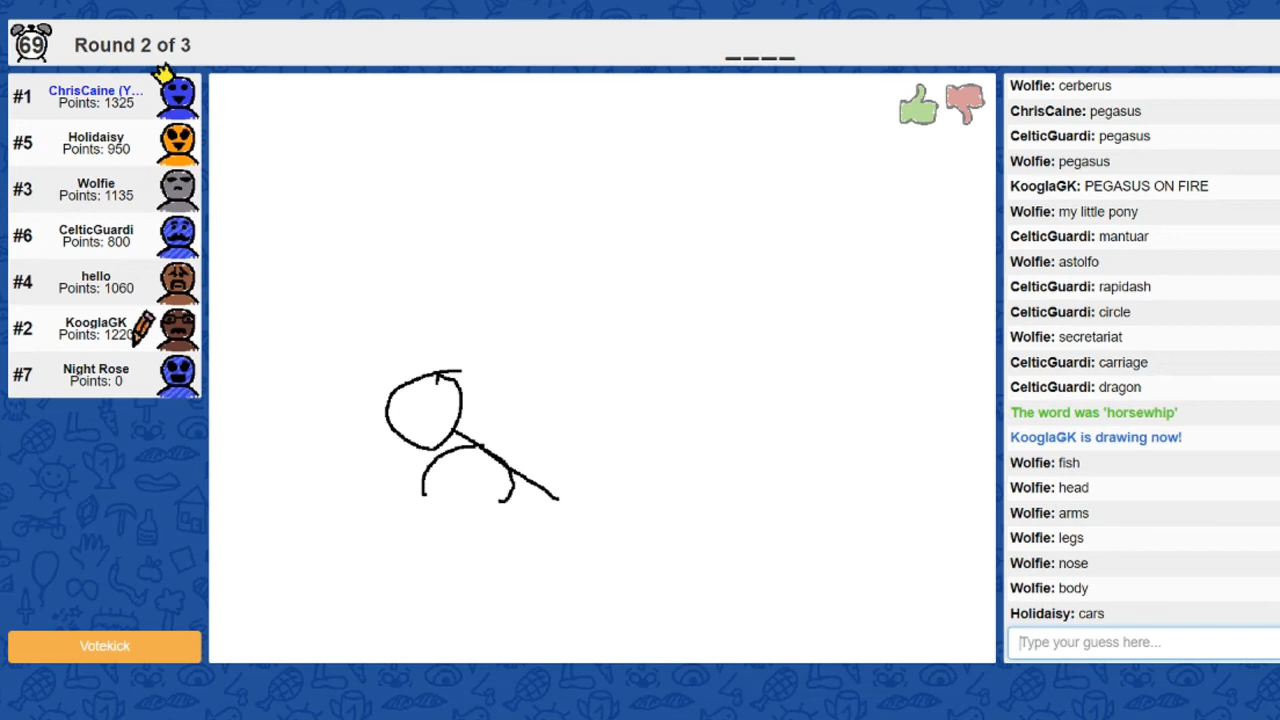 69
Round 2 of 3
____
#1
ChrisCaine (Y...
Points: 1325
#5
Holidaisy
Points: 950
#3
Wolfie
Points: 1135
#6
CelticGuardi
Points: 800
#4
hello
Points: 1060
#2
KooglaGK
Points: 1220
#7
Night Rose
Points: 0
Votekick
Wolfie: cerberus
ChrisCaine: pegasus
CelticGuardi: pegasus
Wolfie: pegasus
KooglaGK: PEGASUS ON FIRE
Wolfie: my little pony
CelticGuardi: mantuar
Wolfie: astolfo
CelticGuardi: rapidash
CelticGuardi: circle
Wolfie: secretariat
CelticGuardi: carriage
CelticGuardi: dragon
The word was 'horsewhip'
KooglaGK is drawing now!
Wolfie: fish
Wolfie: head
Wolfie: arms
Wolfie: legs
Wolfie: nose
Wolfie: body
Holidaisy: cars
Type your guess here...